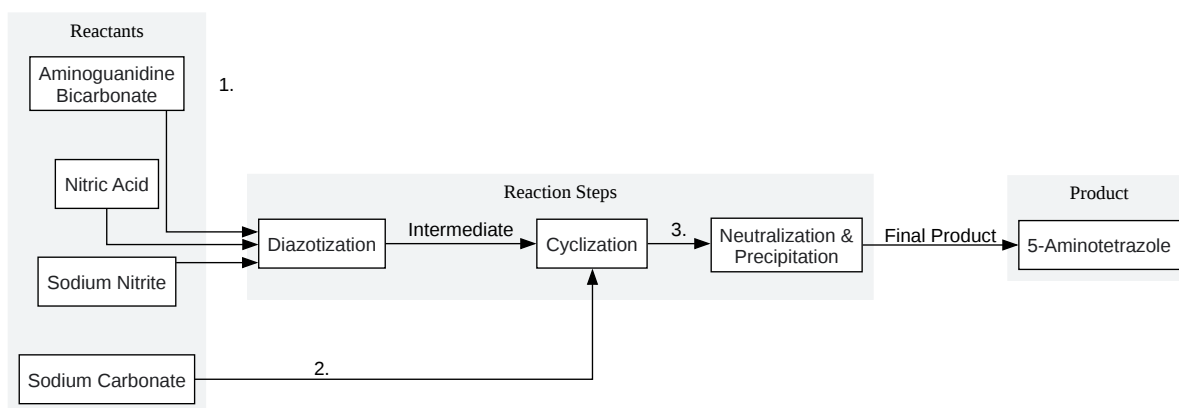 Reactants
Aminoguanidine
Bicarbonate
1.
Nitric Acid
Reaction Steps
Product
Diazotization
Intermediate
Cyclization
3.
Neutralization &
Precipitation
Final Product
5-Aminotetrazole
Sodium Nitrite
2.
Sodium Carbonate